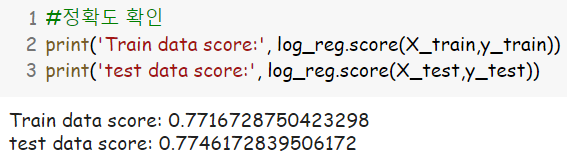 1 #정확도 확인
2 print('Train data score:', log_reg.score(X_train,y_train))
3 print('test data score:', log_reg.score(X_test,y_test))
Train data score: 0.7716728750423298
test data score: 0.7746172839506172